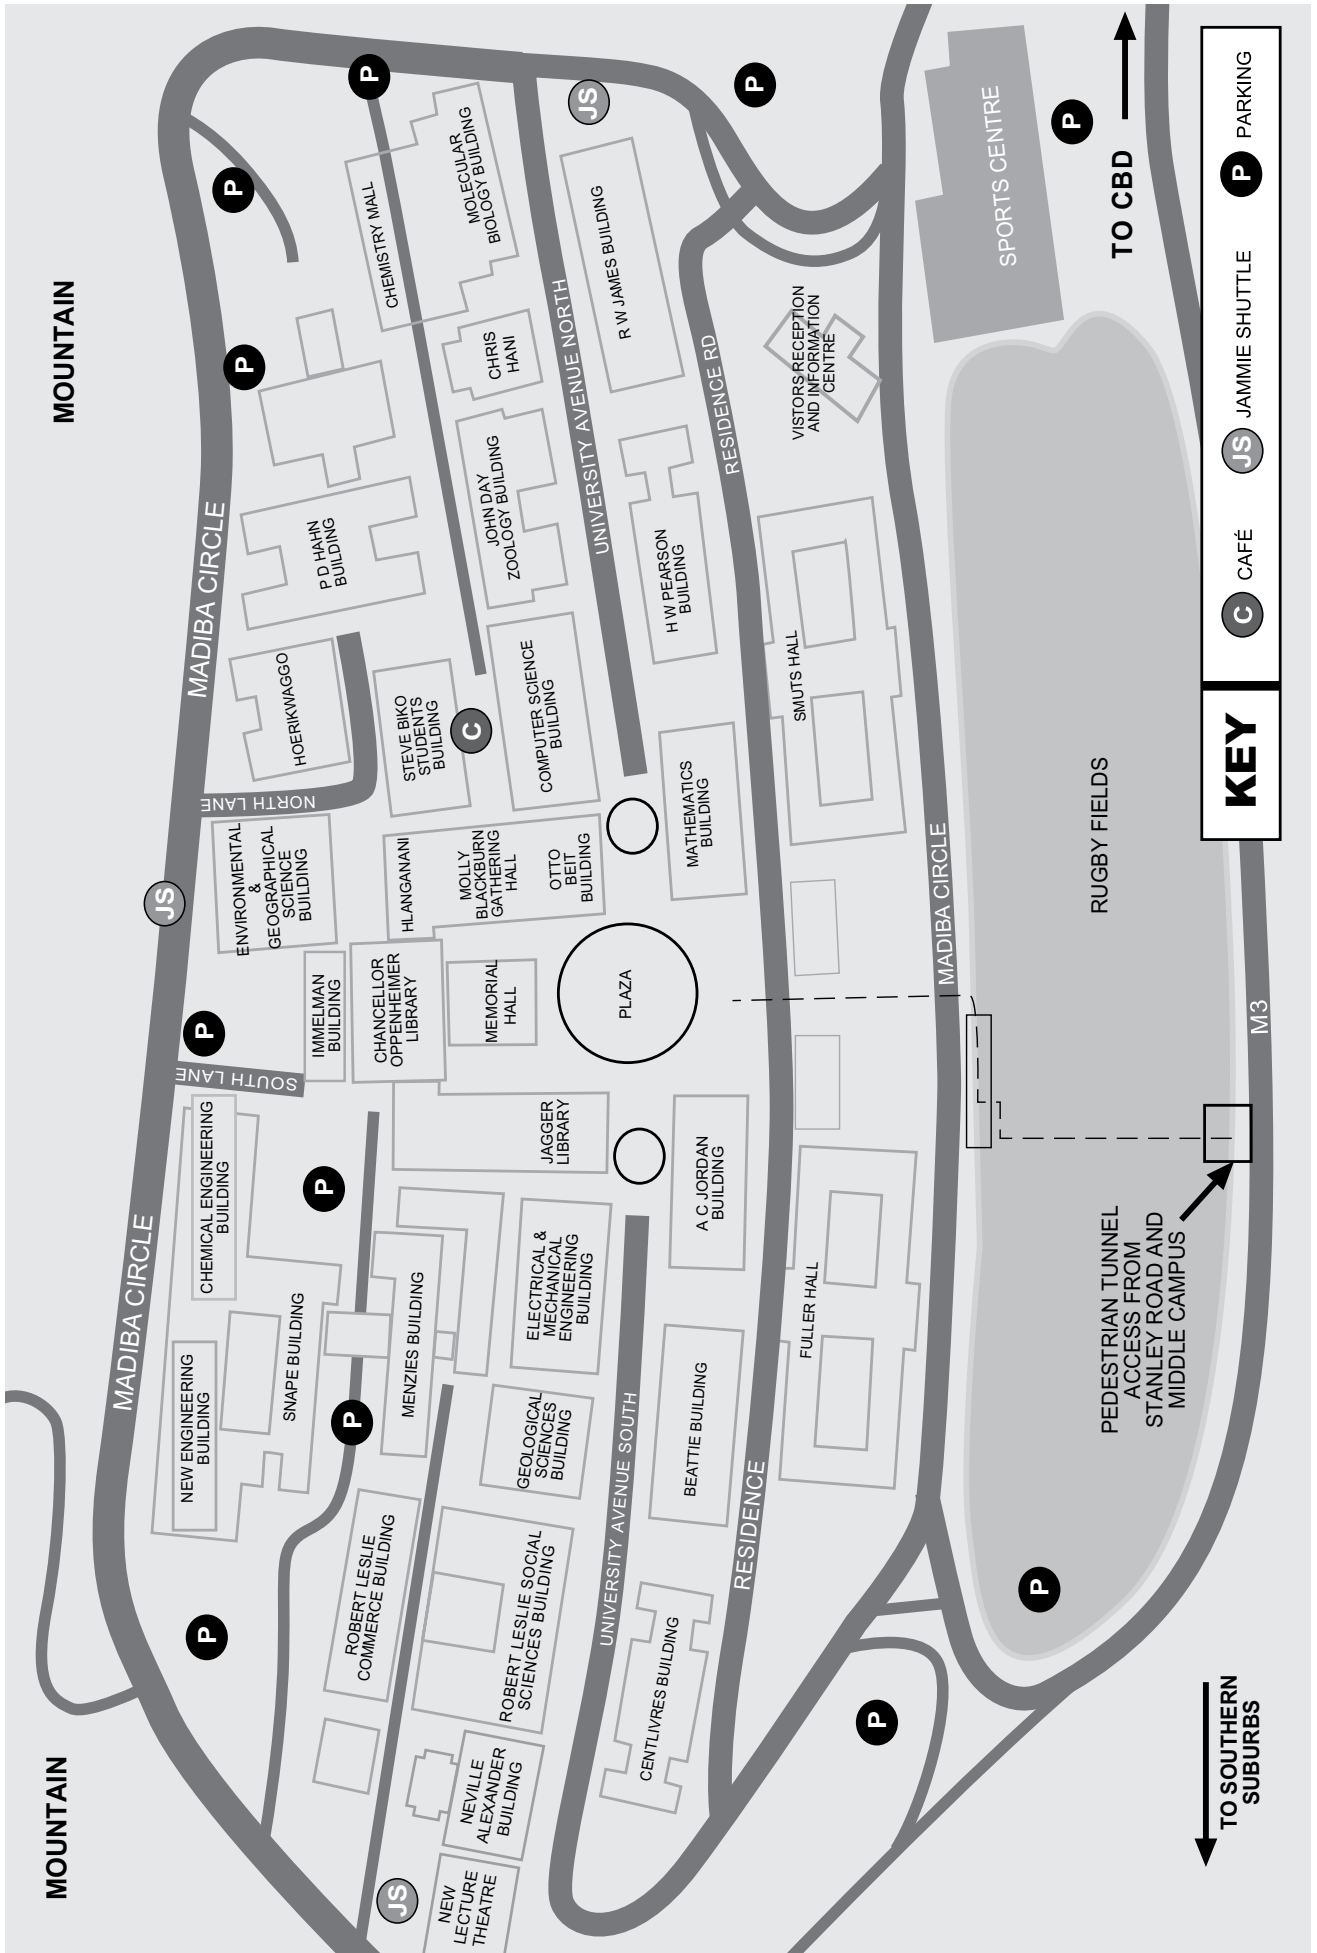 MOUNTAIN
MOUNTAIN
MADIBA CIRCLE
MADIBA CIRCLE
JS
P
P
P
P
P
NEW ENGINEERING
BUILDING
CHEMICAL ENGINEERING
BUILDING
SOUTH LANE
ENVIRONMENTAL
&
GEOGRAPHICAL
SCIENCE
BUILDING
NORTH LANE
HOERIKWAGGO
P D HAHN
BUILDING
SNAPE BUILDING
P
P
P
IMMELMAN
BUILDING
CHANCELLOR
OPPENHEIMER
LIBRARY
HLANGANANI
MOLLY
BLACKBURN
GATHERING
HALL
OTTO
BEIT
BUILDING
STEVE BIKO
STUDENTS
BUILDING
C
CHEMISTRY MALL
MOLECULAR
BIOLOGY BUILDING
CHRIS
HANI
JOHN DAY
ZOOLOGY BUILDING
COMPUTER SCIENCE
BUILDING
ROBERT LESLIE
COMMERCE BUILDING
MENZIES BUILDING
MEMORIAL
HALL
JS
NEW
LECTURE
THEATRE
NEVILLE
ALEXANDER
BUILDING
ROBERT LESLIE SOCIAL
SCIENCES BUILDING
GEOLOGICAL
SCIENCES
BUILDING
ELECTRICAL &
MECHANICAL
ENGINEERING
BUILDING
JAGGER
LIBRARY
PLAZA
UNIVERSITY AVENUE NORTH
JS
R W JAMES BUILDING
UNIVERSITY AVENUE SOUTH
CENTLIVRES BUILDING
BEATTIE BUILDING
A C JORDAN
BUILDING
MATHEMATICS
BUILDING
H W PEARSON
BUILDING
RESIDENCE
RESIDENCE RD
P
FULLER HALL
SMUTS HALL
VISTORS RECEPTION
AND INFORMATION
CENTRE
P
MADIBA CIRCLE
SPORTS CENTRE
P
P
RUGBY FIELDS
TO CBD
PEDESTRIAN TUNNEL
ACCESS FROM
STANLEY ROAD AND
MIDDLE CAMPUS
M3
TO SOUTHERN
SUBURBS
KEY
C CAFÉ
JS JAMMIE SHUTTLE
P PARKING